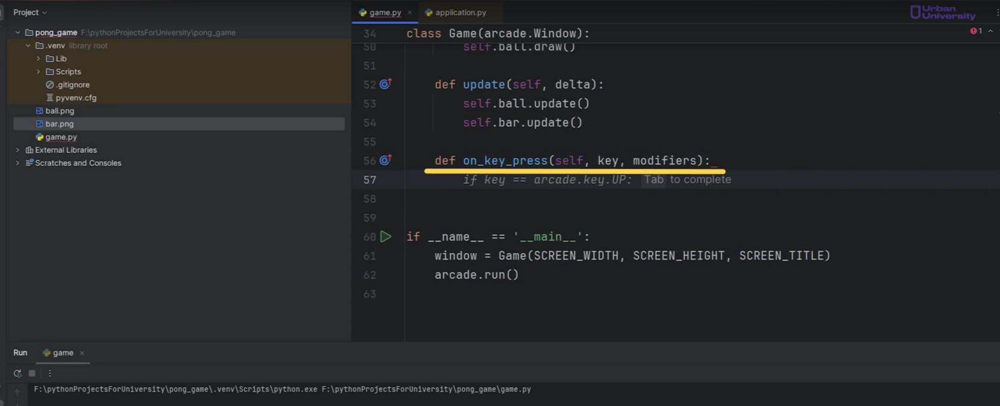 Project
game.py
application.py
Urban
University
pong_game F:\pythonProjectsForUniversity\pong_game
.venv library root
Lib
Scripts
.gitignore
pyvenv.cfg
ball.png
bar.png
game.py
External Libraries
Scratches and Consoles
34 class Game(arcade.Window):
1
50 self.ball.draw()
51
52 def update(self, delta):
53 self.ball.update()
54 self.bar.update()
55
56 def on_key_press(self, key, modifiers):
57 if key == arcade.key.UP: Tab to complete
58
59
60 if __name__ == '__main__':
61 window = Game(SCREEN_WIDTH, SCREEN_HEIGHT, SCREEN_TITLE)
62 arcade.run()
63
Run game
F:\pythonProjectsForUniversity\pong_game\.venv\Scripts\python.exe F:\pythonProjectsForUniversity\pong_game\game.py